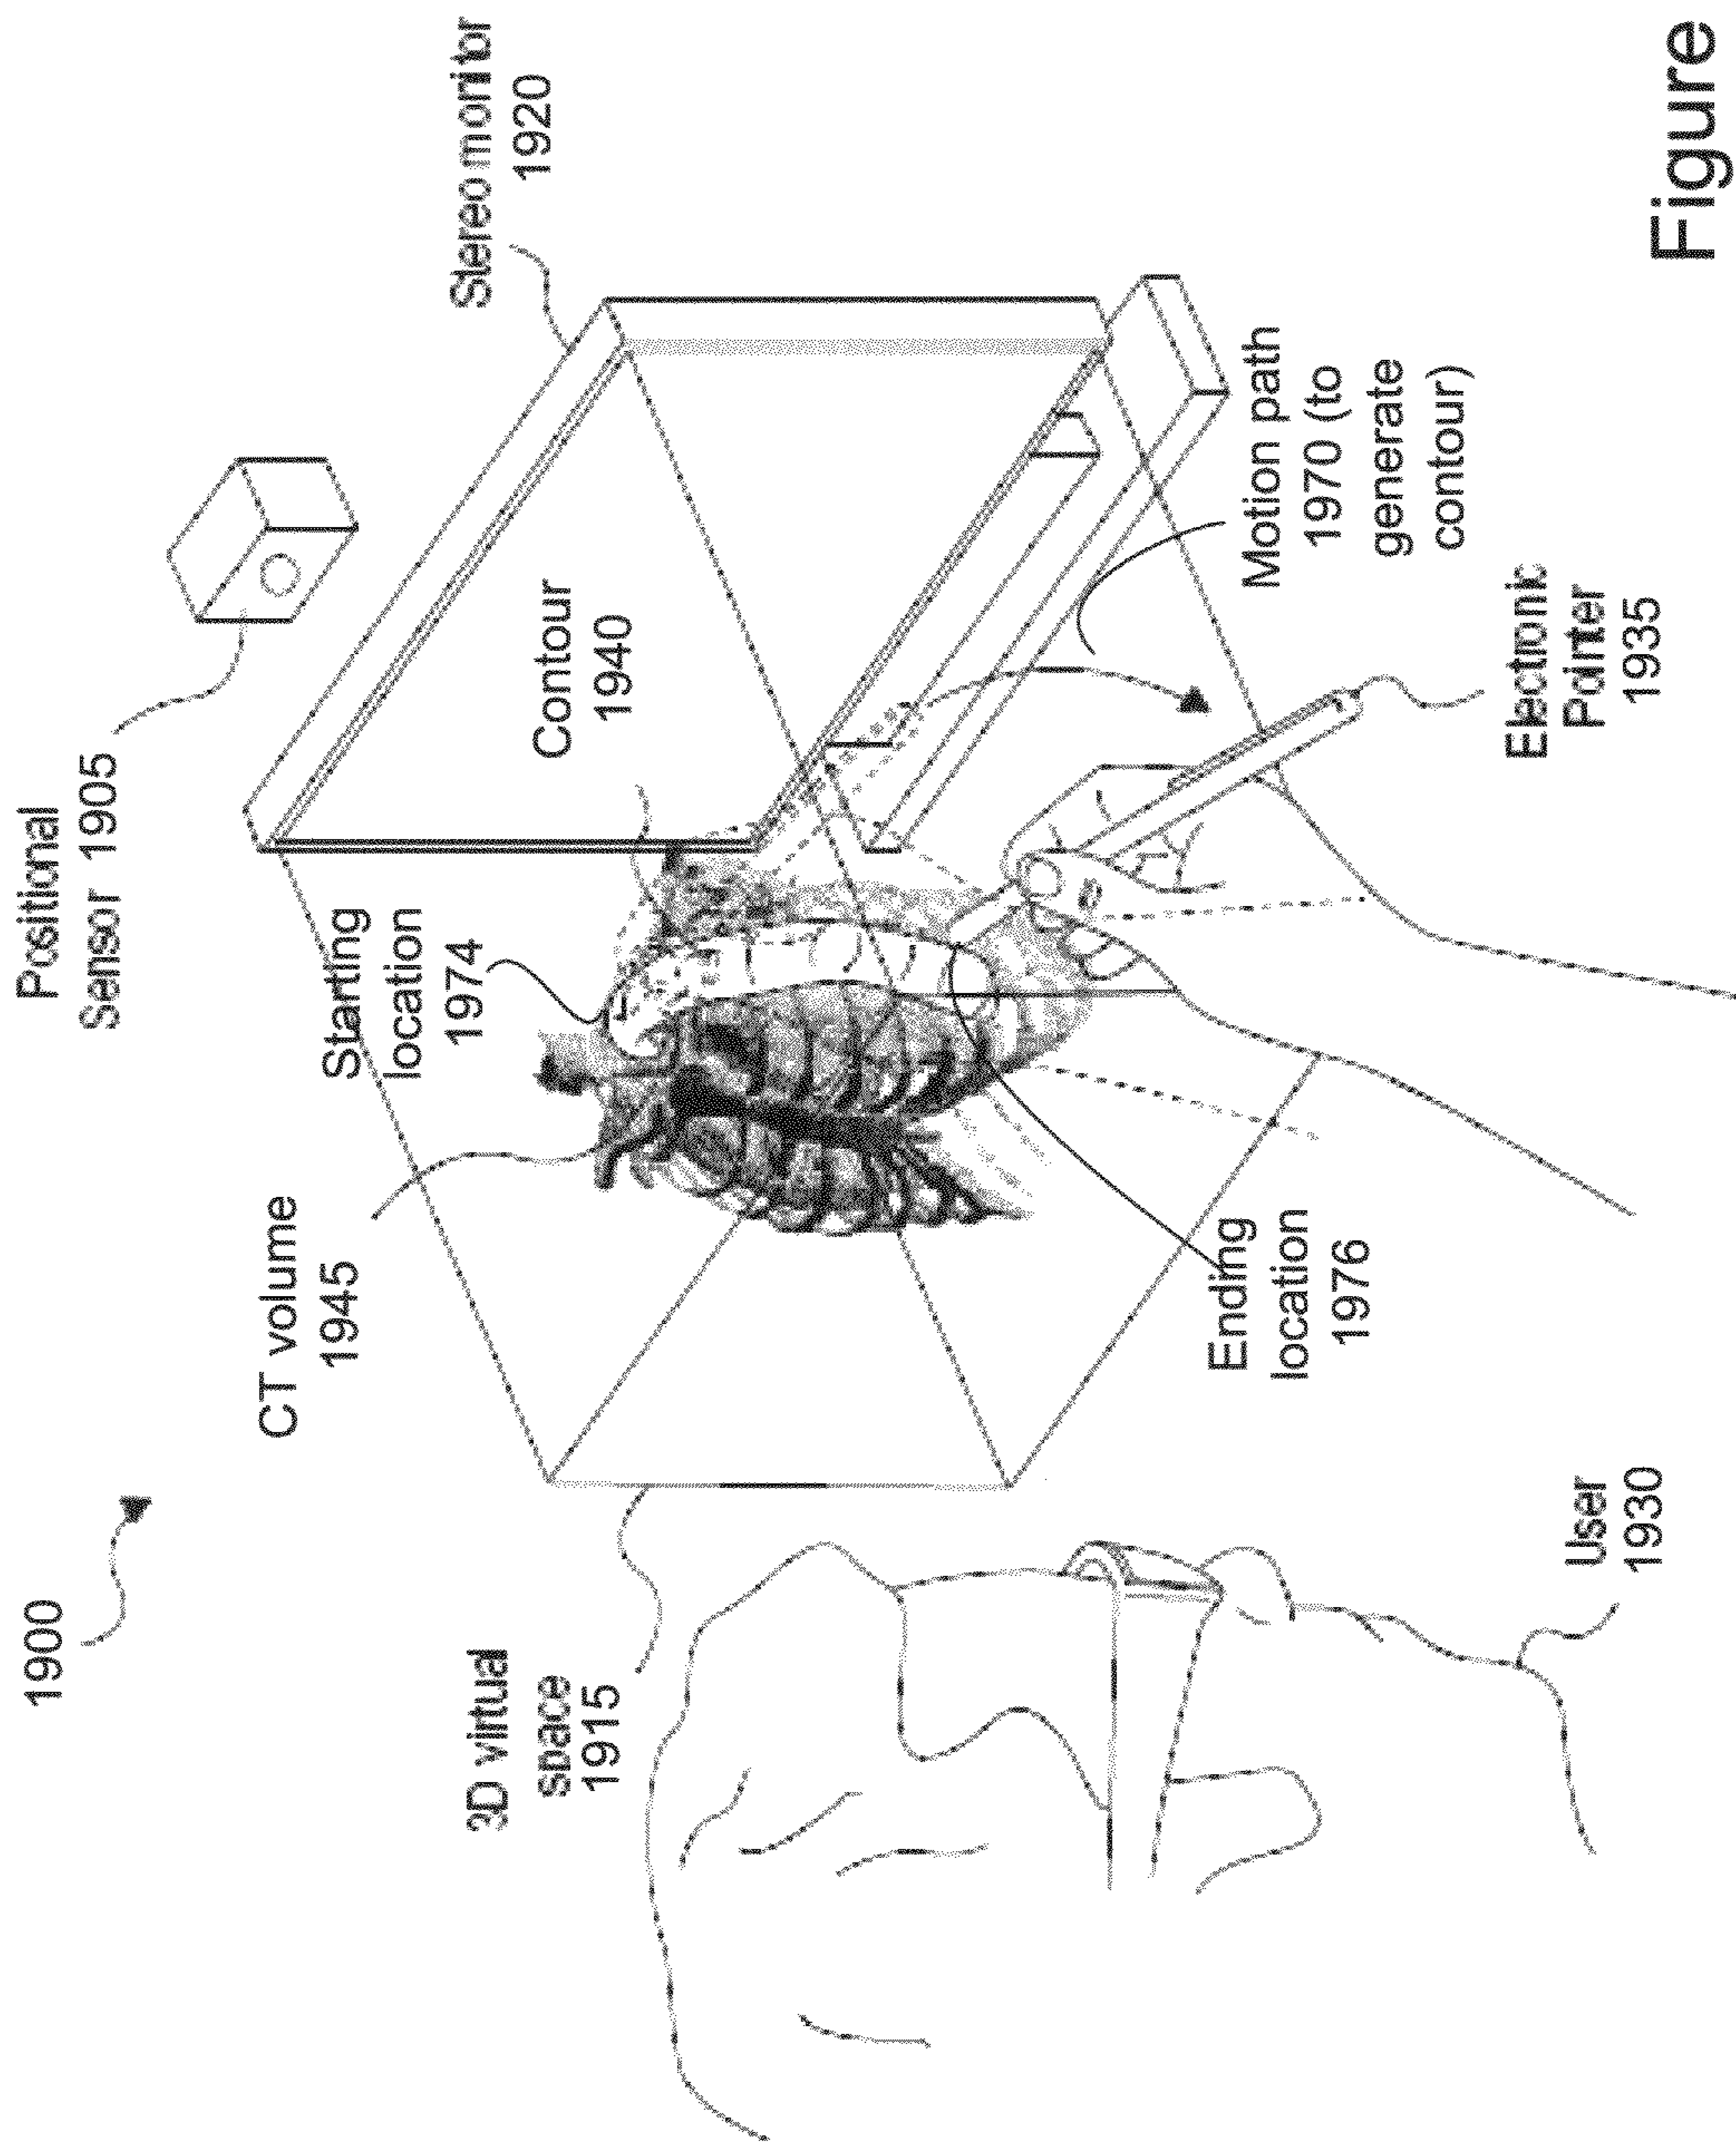 1900
Positional
Sensor 1905
CT volume
1945
Starting
location
1974
Stereo monitor
1920
3D virtual
space
1915
Contour
1940
Ending
location
1976
Motion path
1970 (to
generate
contour)
User
1930
Electronic
Pointer
1935
Figure